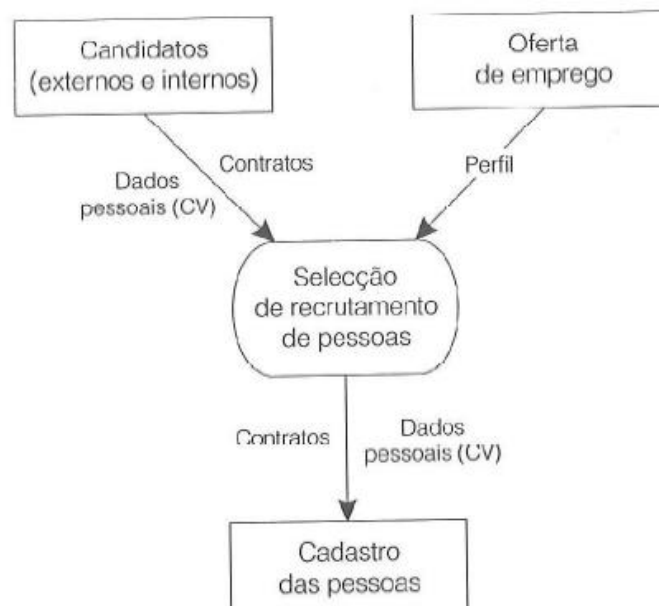 Candidatos
(externos e internos)
Oferta
de emprego
Contratos
Dados
pessoais (CV)
Perfil
Selecção
de recrutamento
de pessoas
Contratos
Dados
pessoais (CV)
Cadastro
das pessoas